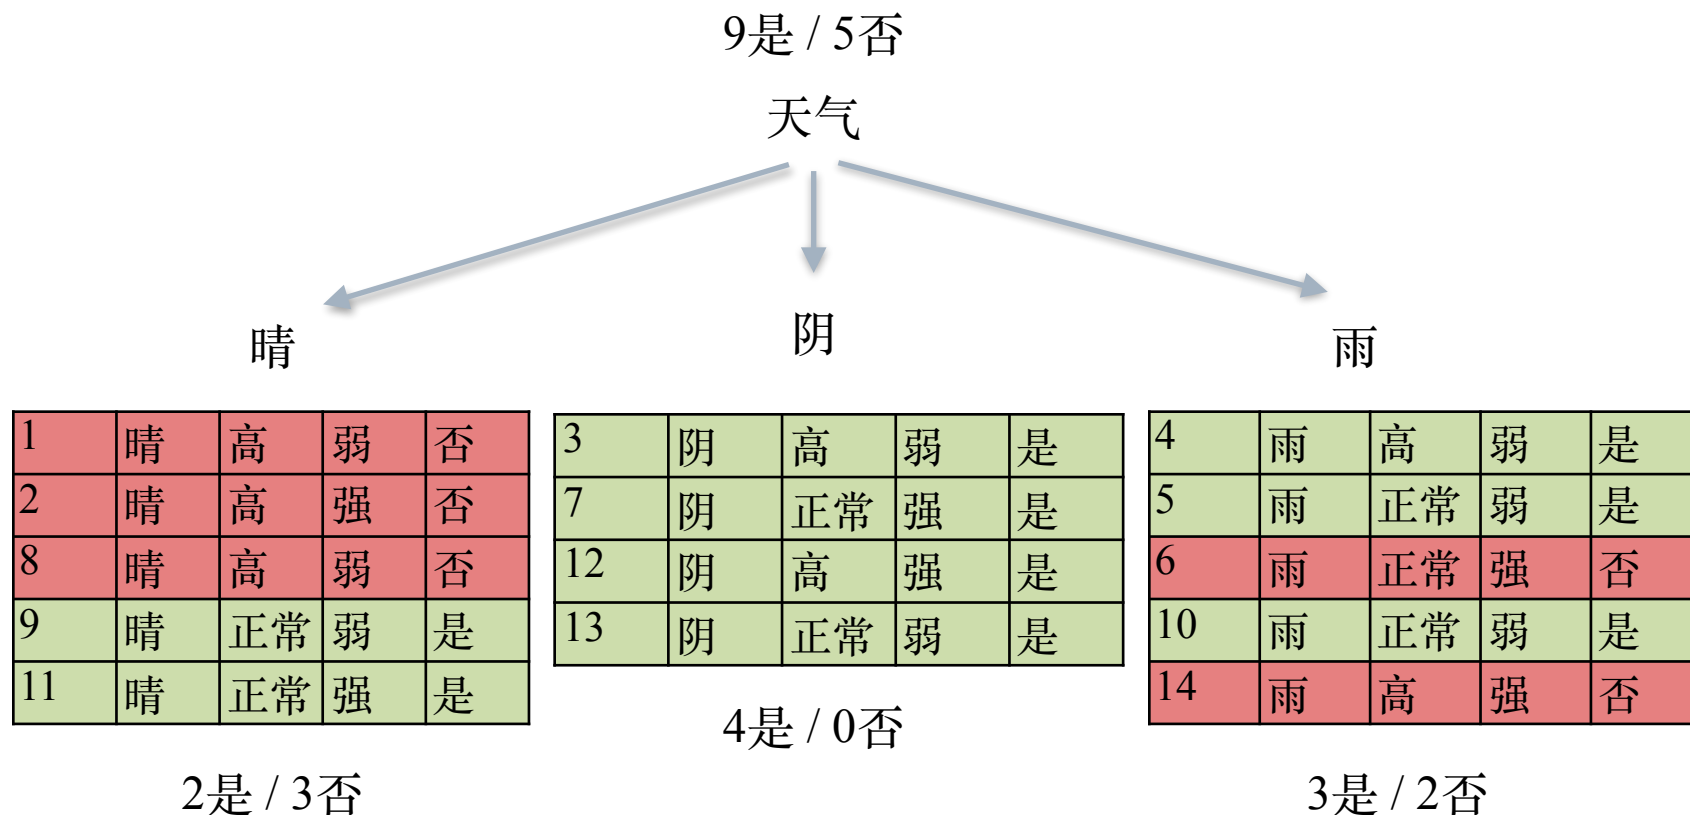 9是 / 5否
天气
晴
阴
雨
1 晴 高 弱 否
2 晴 高 强 否
8 晴 高 弱 否
9 晴 正常 弱 是
11 晴 正常 强 是
2是 / 3否
3 阴 高 弱 是
7 阴 正常 强 是
12 阴 高 强 是
13 阴 正常 弱 是
4是 / 0否
4 雨 高 弱 是
5 雨 正常 弱 是
6 雨 正常 强 否
10 雨 正常 弱 是
14 雨 高 强 否
3是 / 2否